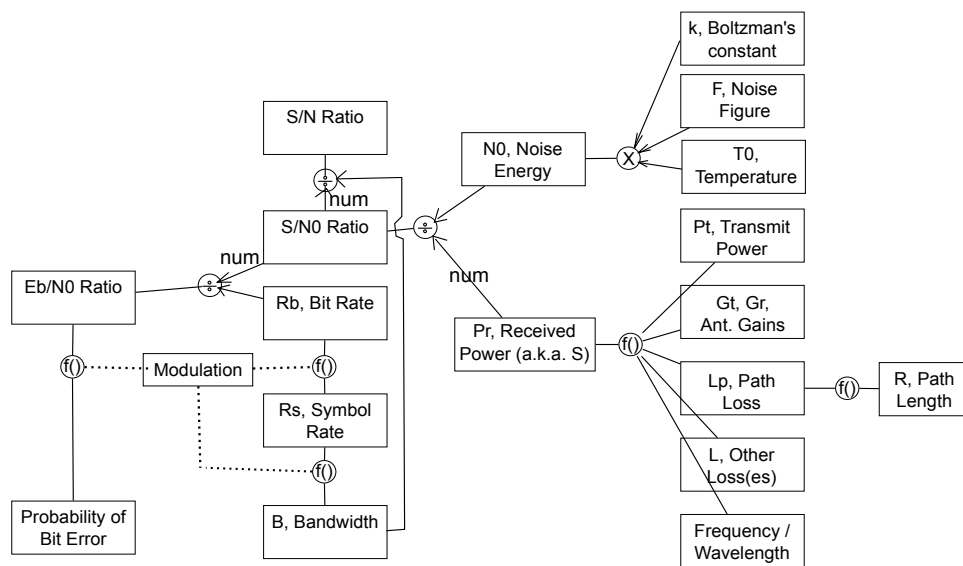 k, Boltzman's
constant
F, Noise
Figure
X
T0,
Temperature
N0, Noise
Energy
S/N Ratio
÷
num
S/N0 Ratio
÷
num
Pt, Transmit
Power
Eb/N0 Ratio
÷
num
Rb, Bit Rate
Gt, Gr,
Ant. Gains
Pr, Received
Power (a.k.a. S)
f()
f()
Modulation
f()
Lp, Path
Loss
f()
R, Path
Length
Rs, Symbol
Rate
f()
L, Other
Loss(es)
Probability of
Bit Error
B, Bandwidth
Frequency /
Wavelength